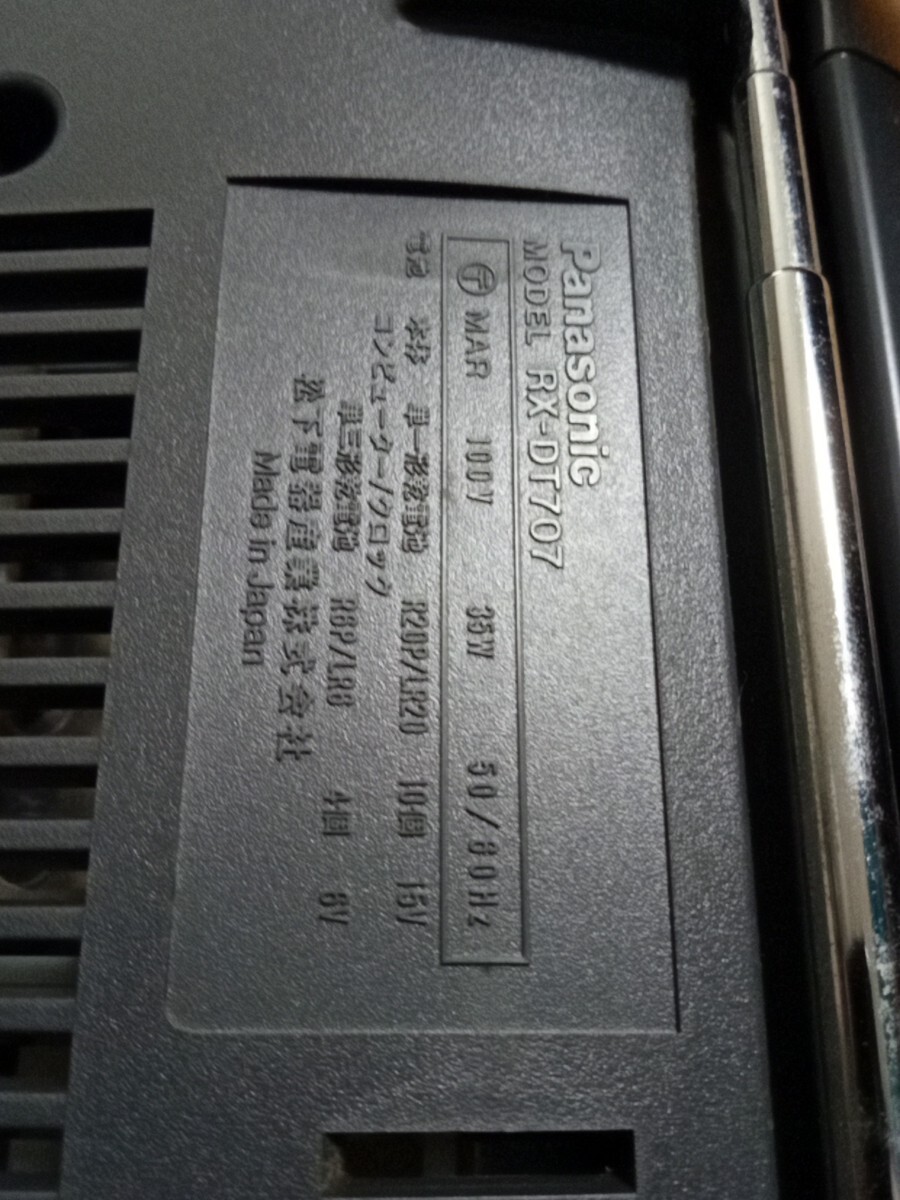 Panasonic
MODEL RX-DT707
〒 MAR 100V 35W 50/60Hz
電源 本体 単一形乾電池 R20P/LR20 10個 15V
コンピューター/クロック
単三形乾電池 R6P/LR6 4個 6V
松下電器産業株式会社
Made in Japan